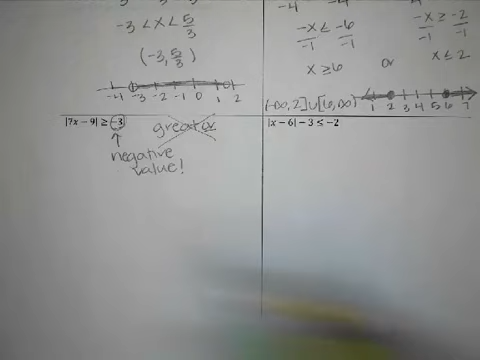 -3 < x < 5/3
(-3, 5/3)
-4 -3 -2 -1 0 1 2
-x ≤ -6
-1 -1
x ≥ 6
or
-x ≥ -2
-1 -1
x ≤ 2
(-∞, 2] ∪ [6, ∞)
1 2 3 4 5 6 7
|7x - 9| ≥ -3
greator
negative
value!
|x - 6| - 3 ≤ -2